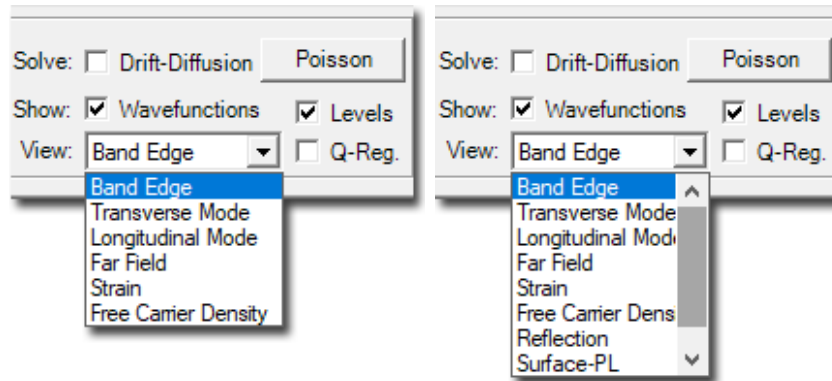 Solve: Drift-Diffusion Poisson
Show: Wavefunctions Levels
View: Band Edge Q-Reg.
Band Edge
Transverse Mode
Longitudinal Mode
Far Field
Strain
Free Carrier Density
Solve: Drift-Diffusion Poisson
Show: Wavefunctions Levels
View: Band Edge Q-Reg.
Band Edge
Transverse Mode
Longitudinal Mod
Far Field
Strain
Free Carrier Densi
Reflection
Surface-PL